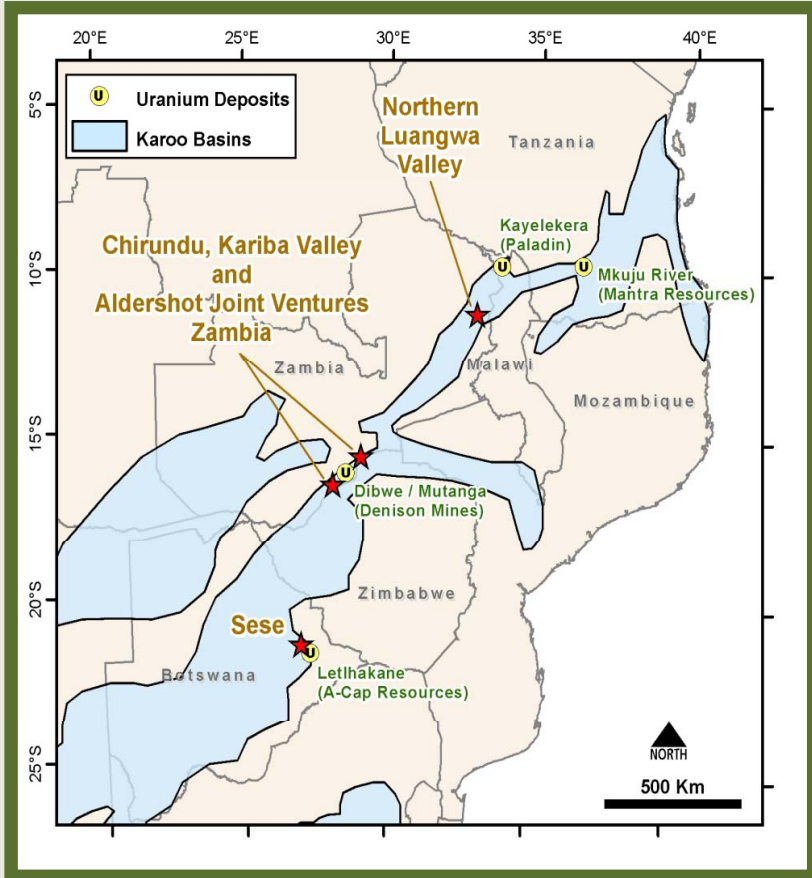 20°E
25°E
30°E
35°E
40°E
5°S
10°S
15°S
20°S
25°S
U Uranium Deposits
Karoo Basins
Northern
Luangwa
Valley
Tanzania
Kayelekera
(Paladin)
U
U
Mkuju River
(Mantra Resources)
Chirundu, Kariba Valley
and
Aldershot Joint Ventures
Zambia
Zambia
Malawi
Mozambique
U
Dibwe / Mutanga
(Denison Mines)
Zimbabwe
Sese
U
Botswana
Letlhakane
(A-Cap Resources)
NORTH
500 Km